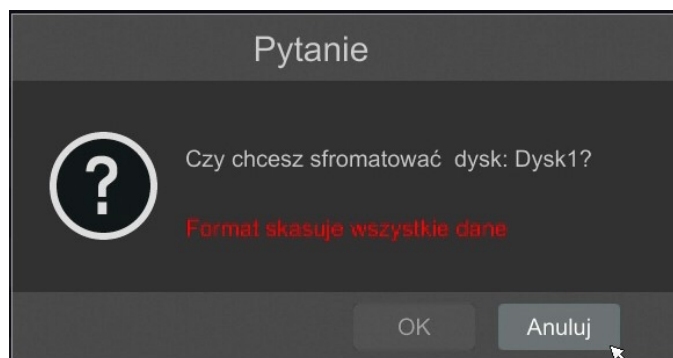 Pytanie
?
Czy chcesz sfromatować dysk: Dysk1?
Format skasuje wszystkie dane
OK
Anuluj